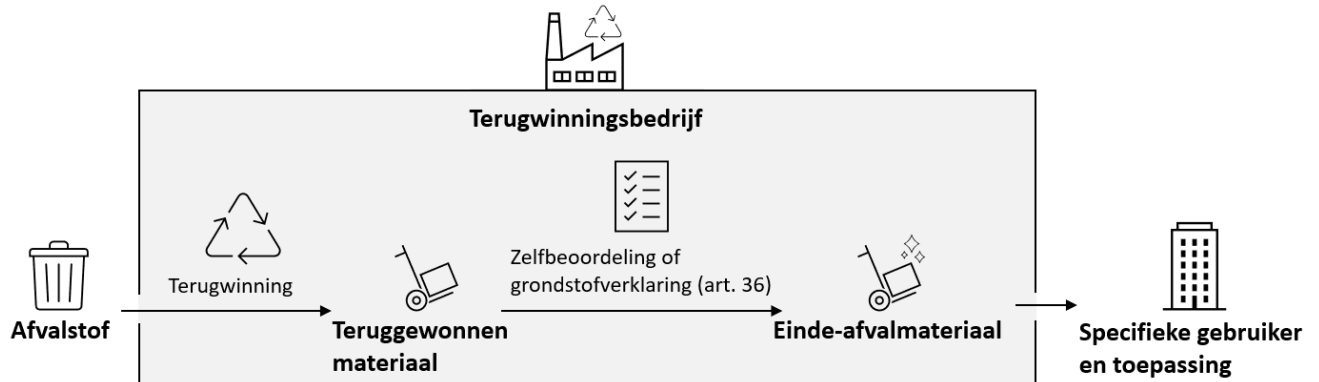 Terugwinningsbedrijf
Zelfbeoordeling of
grondstofverklaring (art. 36)
Terugwinning
Afvalstof
Teruggewonnen
materiaal
Einde-afvalmateriaal
Specifieke gebruiker
en toepassing